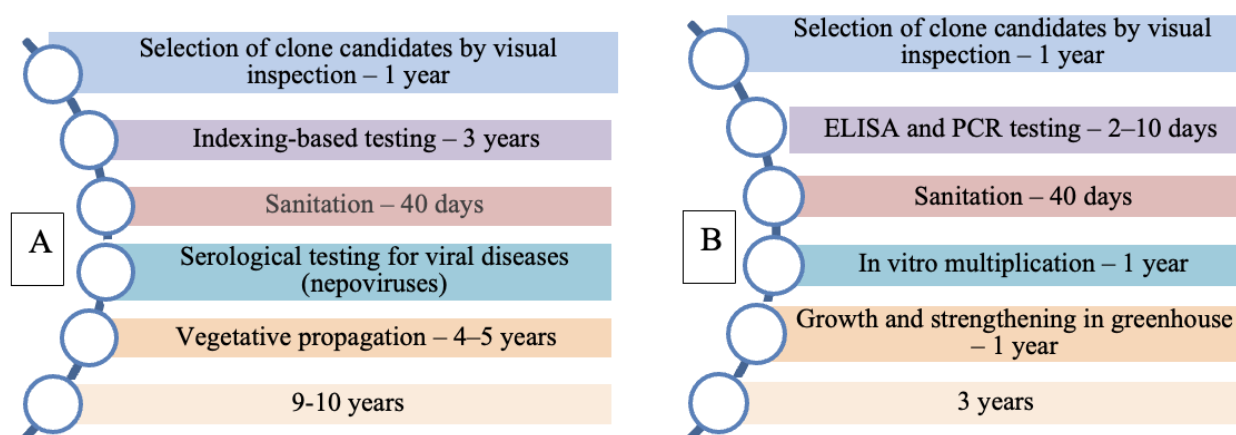 Selection of clone candidates by visual
inspection – 1 year
Indexing-based testing – 3 years
Sanitation – 40 days
A
Serological testing for viral diseases
(nepoviruses)
Vegetative propagation – 4–5 years
9-10 years
Selection of clone candidates by visual
inspection – 1 year
ELISA and PCR testing – 2–10 days
Sanitation – 40 days
B
In vitro multiplication – 1 year
Growth and strengthening in greenhouse
– 1 year
3 years